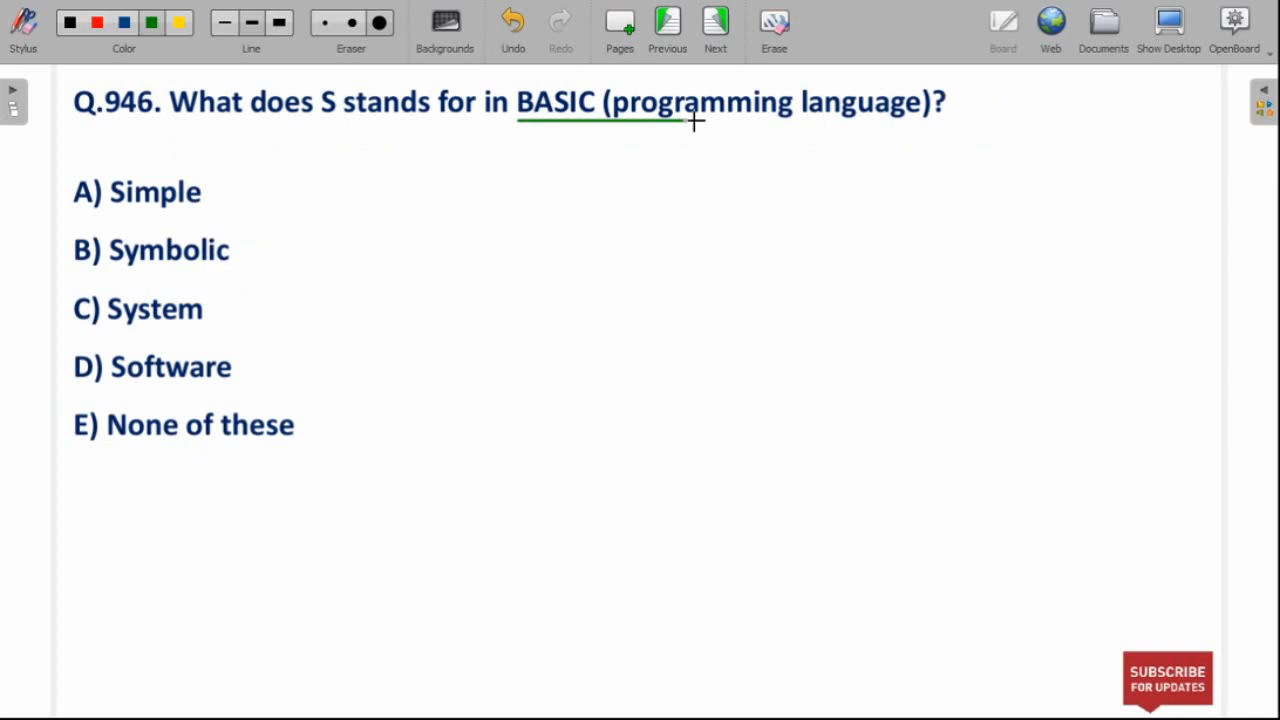 Stylus
Color
Line
Eraser
Backgrounds
Undo
Redo
Pages
Previous
Next
Erase
Board
Web
Documents
Show Desktop
OpenBoard
Q.946. What does S stands for in BASIC (programming language)?
A) Simple
B) Symbolic
C) System
D) Software
E) None of these
SUBSCRIBE
FOR UPDATES